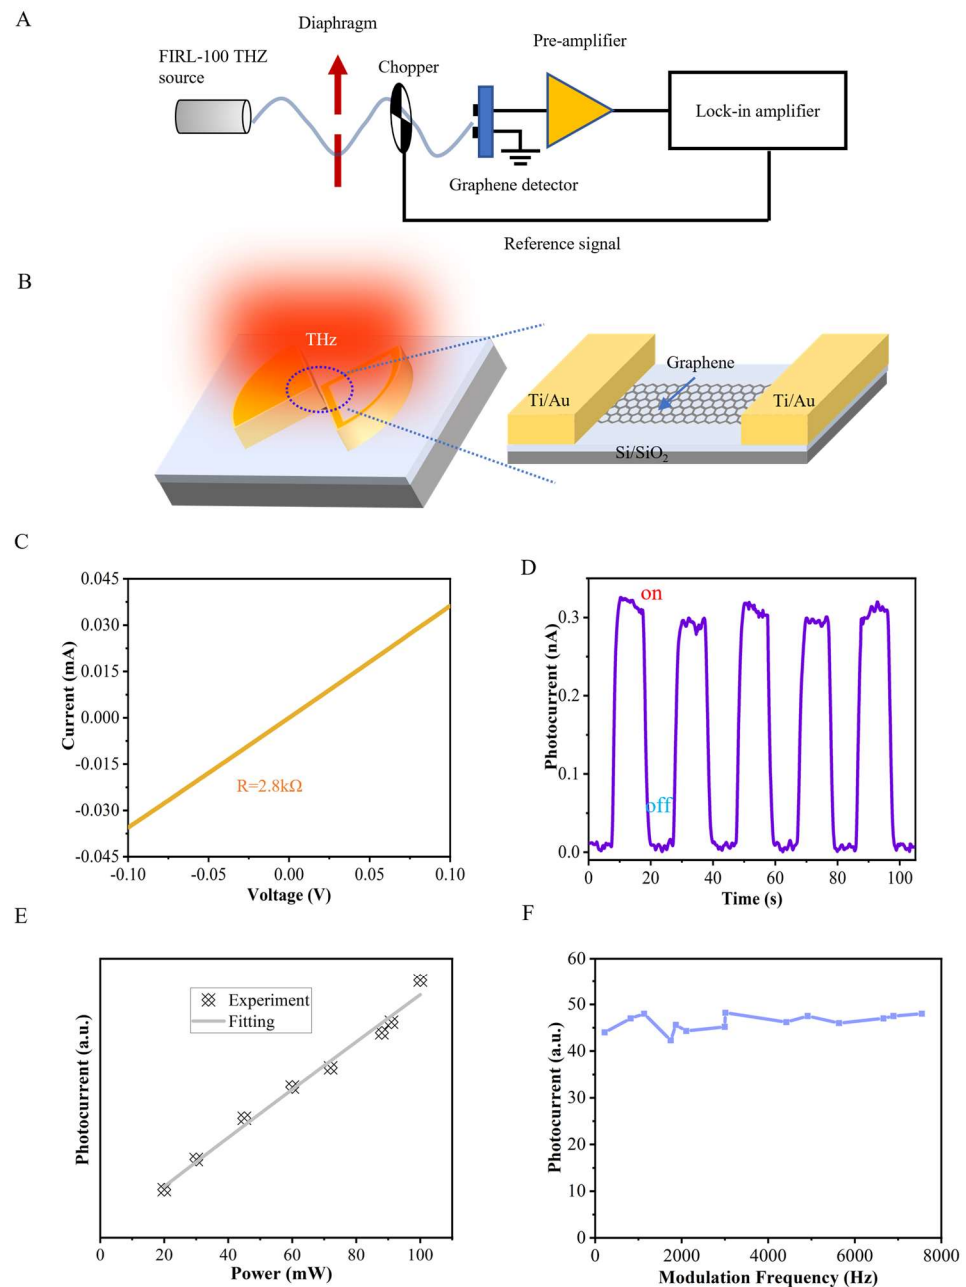 A
Diaphragm
FIRL-100 THZ
source
Chopper
Pre-amplifier
Lock-in amplifier
Graphene detector
Reference signal
B
THz
Graphene
Ti/Au
Ti/Au
Si/SiO₂
C
0.045
0.030
0.015
0.000
-0.015
-0.030
-0.045
Current (mA)
R=2.8kΩ
-0.10
-0.05
0.00
0.05
0.10
Voltage (V)
D
0.3
0.2
0.1
0.0
Photocurrent (nA)
on
off
0
20
40
60
80
100
Time (s)
E
Photocurrent (a.u.)
Experiment
Fitting
0
20
40
60
80
100
Power (mW)
F
60
50
40
30
20
10
0
Photocurrent (a.u.)
0
2000
4000
6000
8000
Modulation Frequency (Hz)